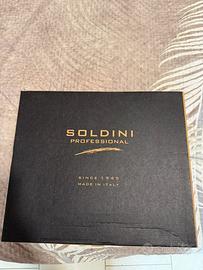 SOLDINI
PROFESSIONAL
SINCE 1945
MADE IN ITALY